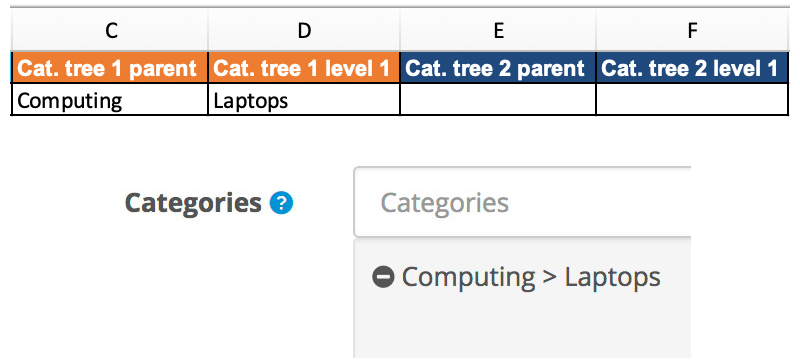 C D E F
Cat. tree 1 parent Cat. tree 1 level 1 Cat. tree 2 parent Cat. tree 2 level 1
Computing Laptops
Categories ? Categories
Computing > Laptops